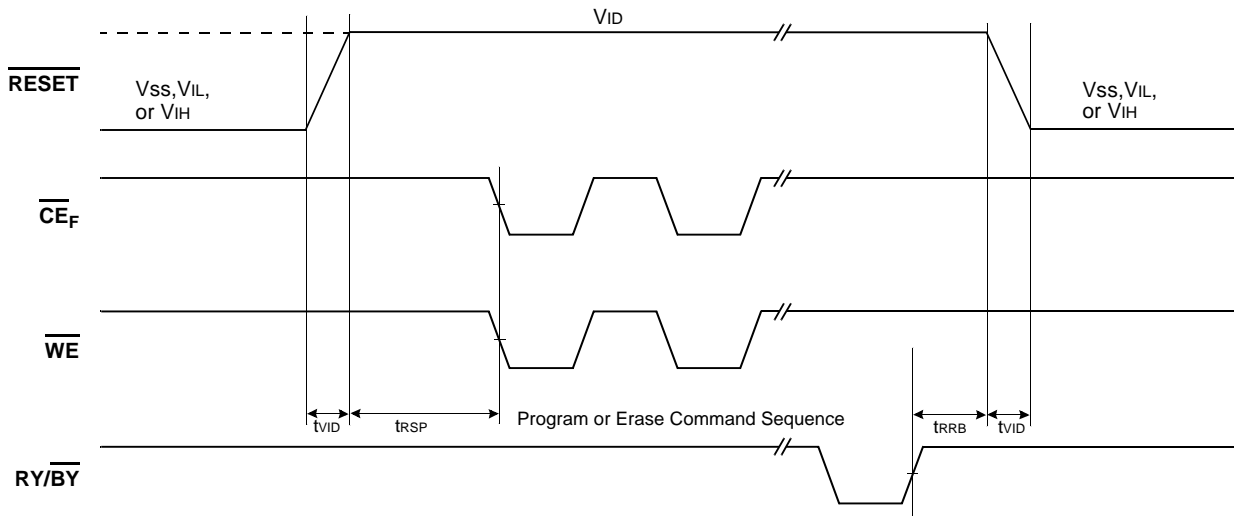 VID
RESET
Vss,VIL,
or VIH
Vss,VIL,
or VIH
CEF
WE
tVID
tRSP
Program or Erase Command Sequence
tRRB
tVID
RY/BY